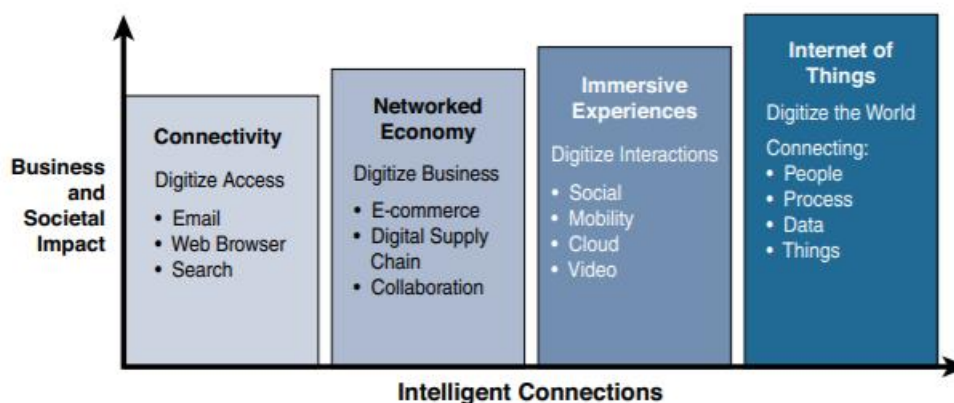 Business
and
Societal
Impact
Connectivity
Digitize Access
• Email
• Web Browser
• Search
Networked
Economy
Digitize Business
• E-commerce
• Digital Supply
Chain
• Collaboration
Immersive
Experiences
Digitize Interactions
• Social
• Mobility
• Cloud
• Video
Internet of
Things
Digitize the World
Connecting:
• People
• Process
• Data
• Things
Intelligent Connections